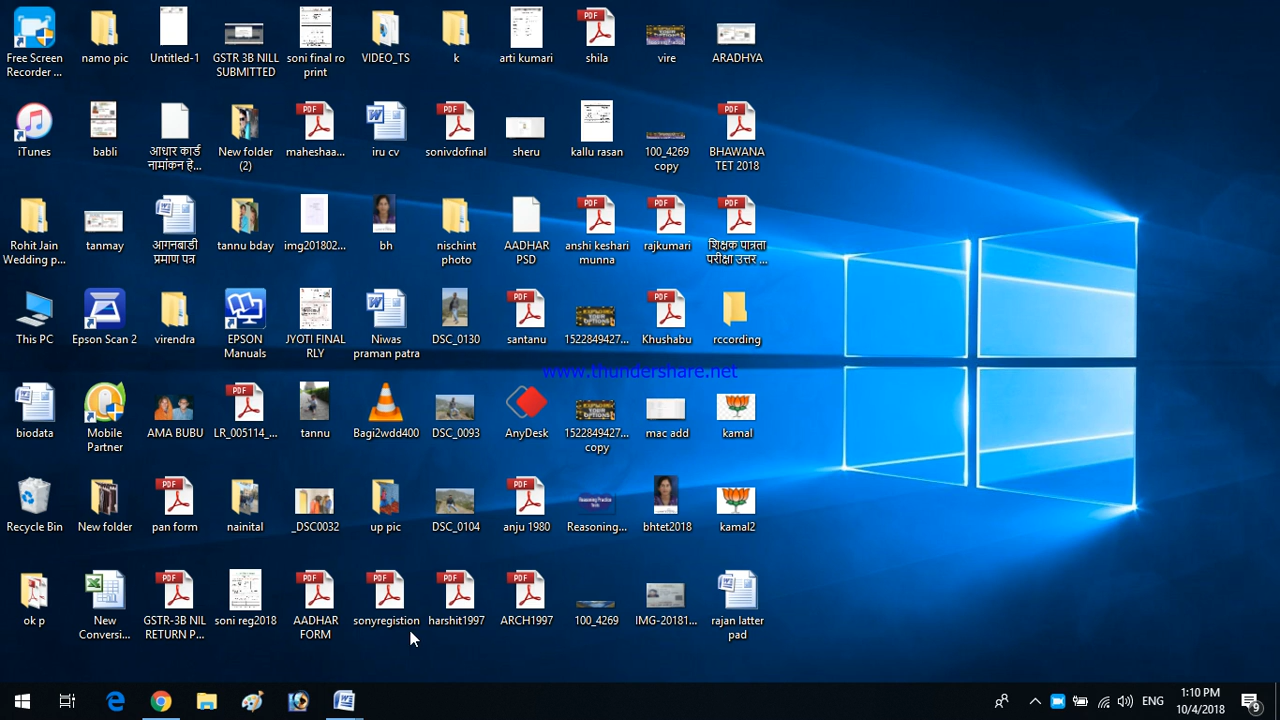 Free Screen
Recorder ...
namo pic
Untitled-1
GSTR 3B NILL
SUBMITTED
soni final ro
print
VIDEO_TS
k
arti kumari
shila
vire
ARADHYA
iTunes
babli
आधार कार्ड
नामांकन हे...
New folder
(2)
maheshaa...
iru cv
sonivdofinal
sheru
kallu rasan
100_4269
copy
BHAWANA
TET 2018
Rohit Jain
Wedding p...
tanmay
आगनबाडी
प्रमाण पत्र
tannu bday
img201802...
bh
nischint
photo
AADHAR
PSD
anshi keshari
munna
rajkumari
शिक्षक पात्रता
परीक्षा उत्तर ...
This PC
Epson Scan 2
virendra
EPSON
Manuals
JYOTI FINAL
RLY
Niwas
praman patra
DSC_0130
santanu
1522849427...
Khushabu
rccording
www.thundershare.net
biodata
Mobile
Partner
AMA BUBU
LR_005114_...
tannu
Bagi2wdd400
DSC_0093
AnyDesk
1522849427...
copy
mac add
kamal
Recycle Bin
New folder
pan form
nainital
_DSC0032
up pic
DSC_0104
anju 1980
Reasoning...
bhtet2018
kamal2
ok p
New
Conversi...
GSTR-3B NIL
RETURN P...
soni reg2018
AADHAR
FORM
sonyregistion
harshit1997
ARCH1997
100_4269
IMG-20181...
rajan latter
pad
ENG
1:10 PM
10/4/2018
9